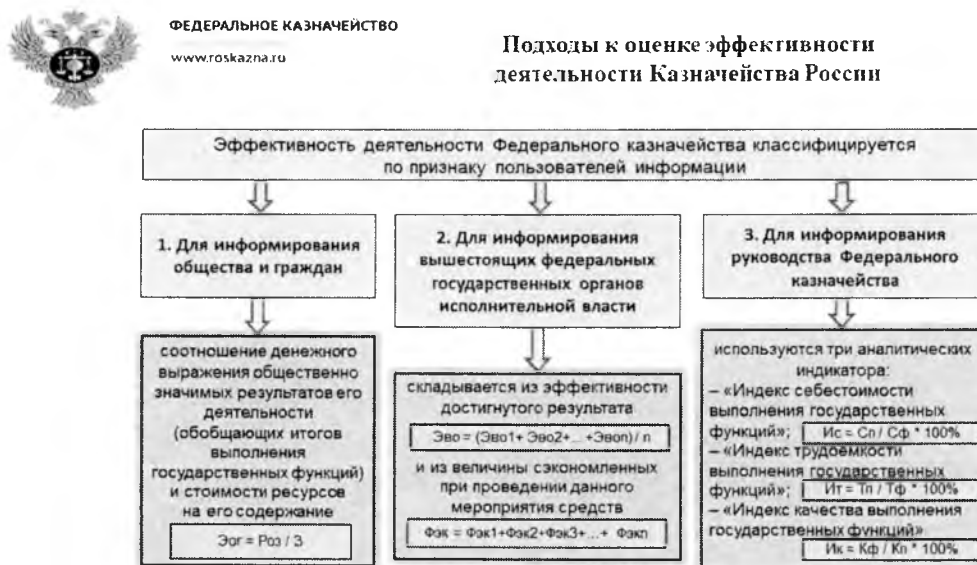 ФЕДЕРАЛЬНОЕ КАЗНАЧЕЙСТВО
www.roskazna.ru
Подходы к оценке эффективности
деятельности Казначейства России
Эффективность деятельности Федерального казначейства классифицируется
по признаку пользователей информации
1. Для информирования
общества и граждан
2. Для информирования
вышестоящих федеральных
государственных органов
исполнительной власти
3. Для информирования
руководства Федерального
казначейства
соотношение денежного
выражения общественно
значимых результатов его
деятельности
(обобщающих итогов
выполнения
государственных функций)
и стоимости ресурсов
на его содержание
Эог = Роз / З
складывается из эффективности
достигнутого результата
Эво = (Эво1+ Эво2+... +Эвоn)/ n
и из величины сэкономленных
при проведении данного
мероприятия средств
Фэк = Фэк1+Фэк2+Фэк3+...+ Фэкn
используются три аналитических
индикатора:
– «Индекс себестоимости
выполнения государственных
функций»; Ис = Сп / Сф * 100%
– «Индекс трудоёмкости
выполнения государственных
функций»; Ит = Тп / Тф * 100%
– «Индекс качества выполнения
государственных функций»
Ик = Кф / Кп * 100%